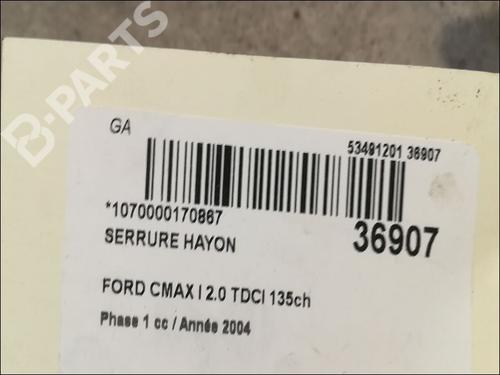 B-PARTS
GA
53491201 36907
*1070000170867
36907
SERRURE HAYON
FORD CMAX I 2.0 TDCI 135ch
Phase 1 cc / Année 2004